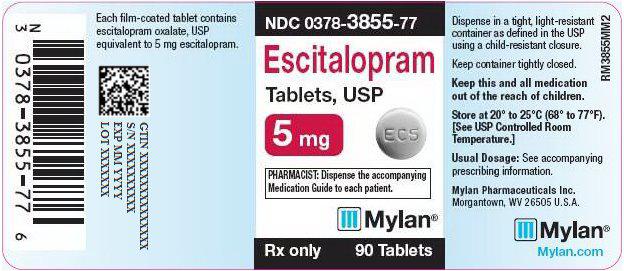 3 0378-3855-77 6
Each film-coated tablet contains
escitalopram oxalate, USP
equivalent to 5 mg escitalopram.
GTIN XXXXXXXXXXXXXX
S/N XXXXXXXX
EXP MM YYYY
LOT XXXXXX
NDC 0378-3855-77
Escitalopram
Tablets, USP
5 mg
ECS
PHARMACIST: Dispense the accompanying
Medication Guide to each patient.
Mylan®
Rx only 90 Tablets
Dispense in a tight, light-resistant
container as defined in the USP
using a child-resistant closure.
Keep container tightly closed.
Keep this and all medication
out of the reach of children.
Store at 20° to 25°C (68° to 77°F).
[See USP Controlled Room
Temperature.]
Usual Dosage: See accompanying
prescribing information.
Mylan Pharmaceuticals Inc.
Morgantown, WV 26505 U.S.A.
Mylan®
Mylan.com
RM3855MM2